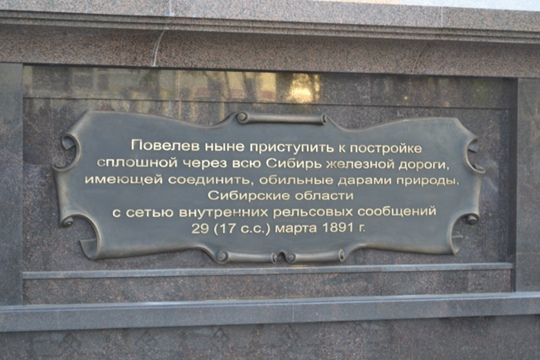 Повелев ныне приступить к постройке
сплошной через всю Сибирь железной дороги,
имеющей соединить, обильные дарами природы,
Сибирские области
с сетью внутренних рельсовых сообщений
29 (17 с.с.) марта 1891 г.